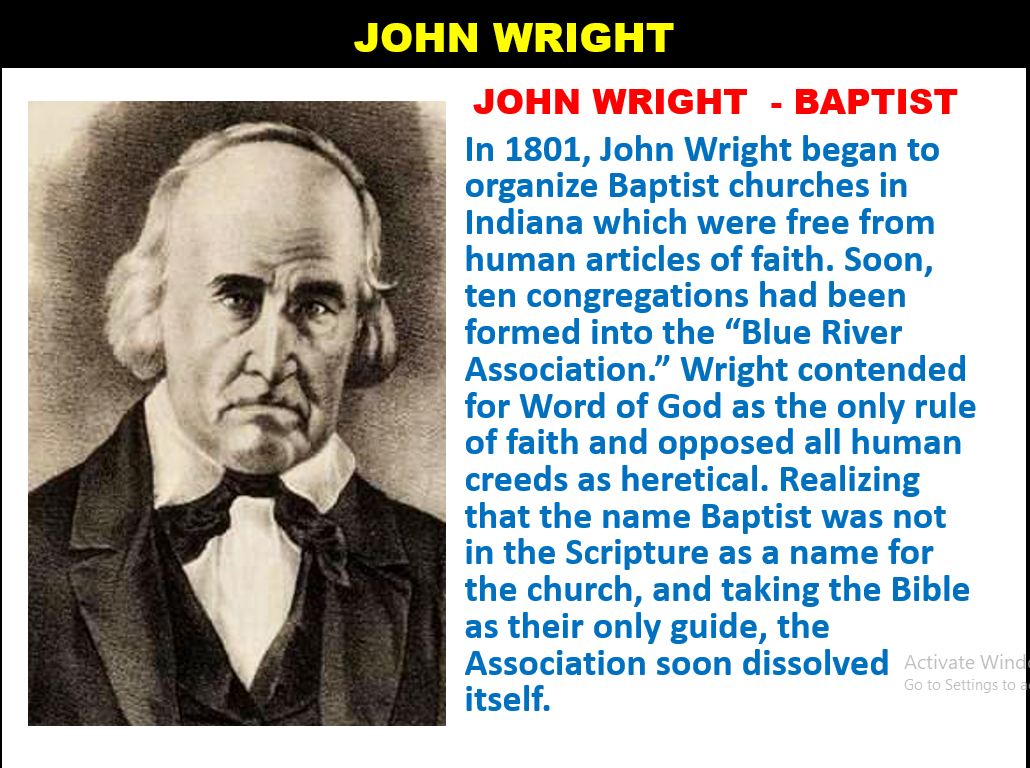 JOHN WRIGHT
JOHN WRIGHT - BAPTIST
In 1801, John Wright began to
organize Baptist churches in
Indiana which were free from
human articles of faith. Soon,
ten congregations had been
formed into the “Blue River
Association.” Wright contended
for Word of God as the only rule
of faith and opposed all human
creeds as heretical. Realizing
that the name Baptist was not
in the Scripture as a name for
the church, and taking the Bible
as their only guide, the
Association soon dissolved
itself.
Activate Wind
Go to Settings to a